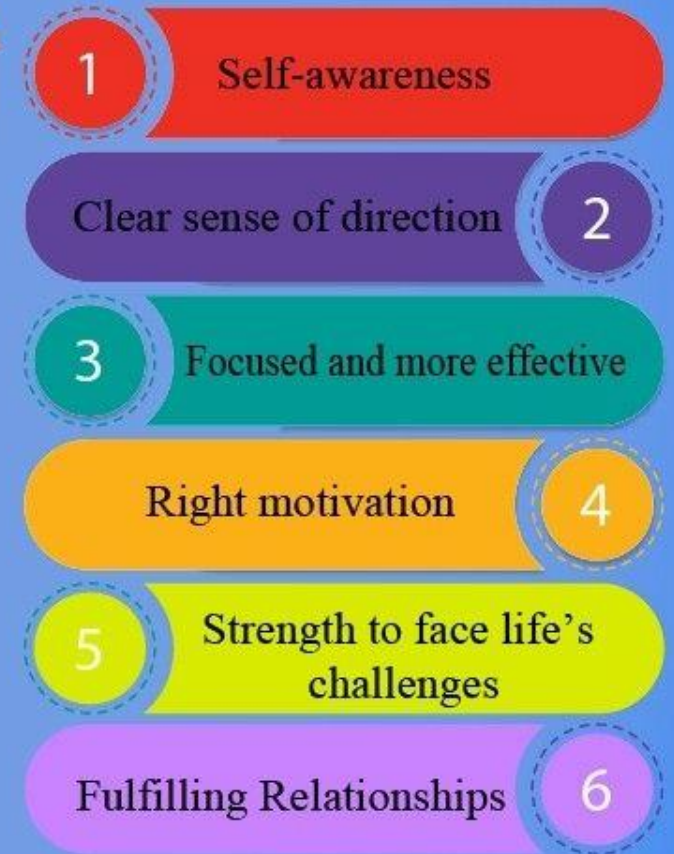 1 Self-awareness
Clear sense of direction 2
3 Focused and more effective
Right motivation 4
5 Strength to face life’s
challenges
Fulfilling Relationships 6